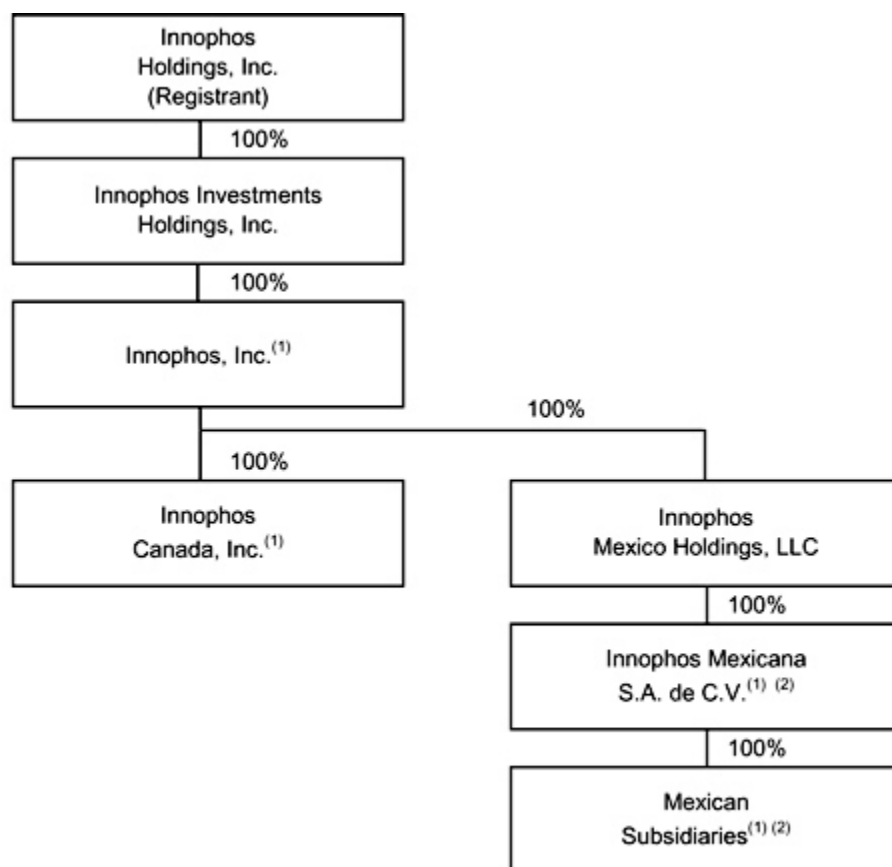 Innophos
Holdings, Inc.
(Registrant)
100%
Innophos Investments
Holdings, Inc.
100%
Innophos, Inc.(1)
100%
100%
Innophos
Canada, Inc.(1)
Innophos
Mexico Holdings, LLC
100%
Innophos Mexicana
S.A. de C.V.(1) (2)
100%
Mexican
Subsidiaries(1) (2)